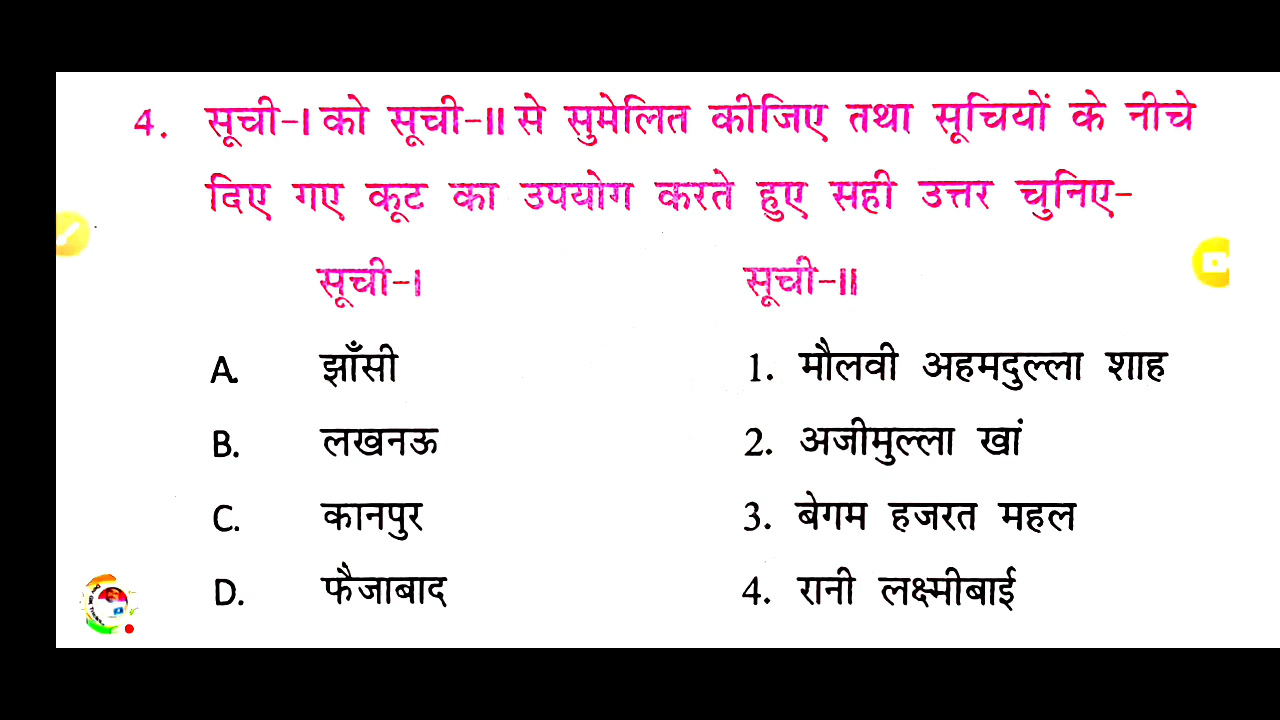 4. सूची-I को सूची-II से सुमेलित कीजिए तथा सूचियों के नीचे
दिए गए कूट का उपयोग करते हुए सही उत्तर चुनिए-
सूची-I सूची-II
A. झाँसी 1. मौलवी अहमदुल्ला शाह
B. लखनऊ 2. अजीमुल्ला खां
C. कानपुर 3. बेगम हजरत महल
D. फैजाबाद 4. रानी लक्ष्मीबाई